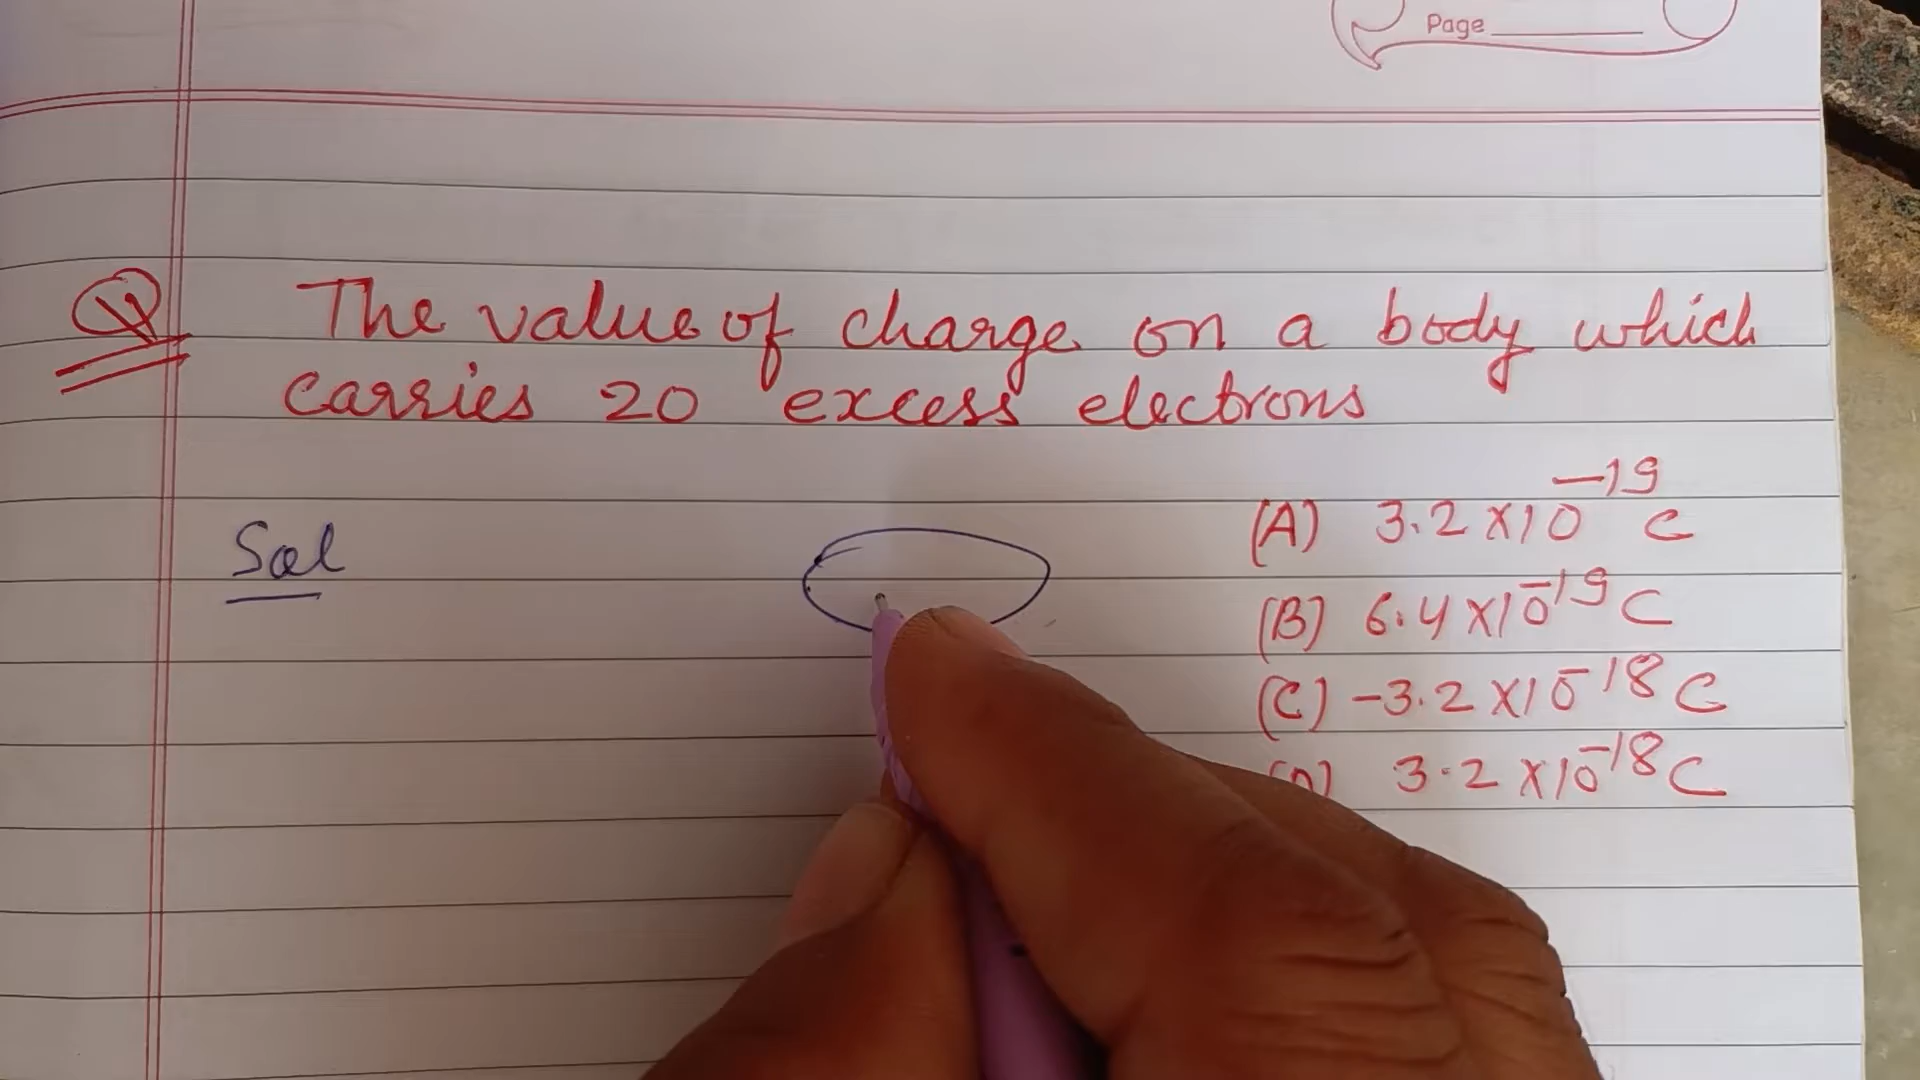 Page
Q The value of charge on a body which
carries 20 excess electrons
Sol
(A) 3.2 × 10⁻¹⁹ C
(B) 6.4 × 10⁻¹⁹ C
(C) -3.2 × 10⁻¹⁸ C
(D) 3.2 × 10⁻¹⁸ C